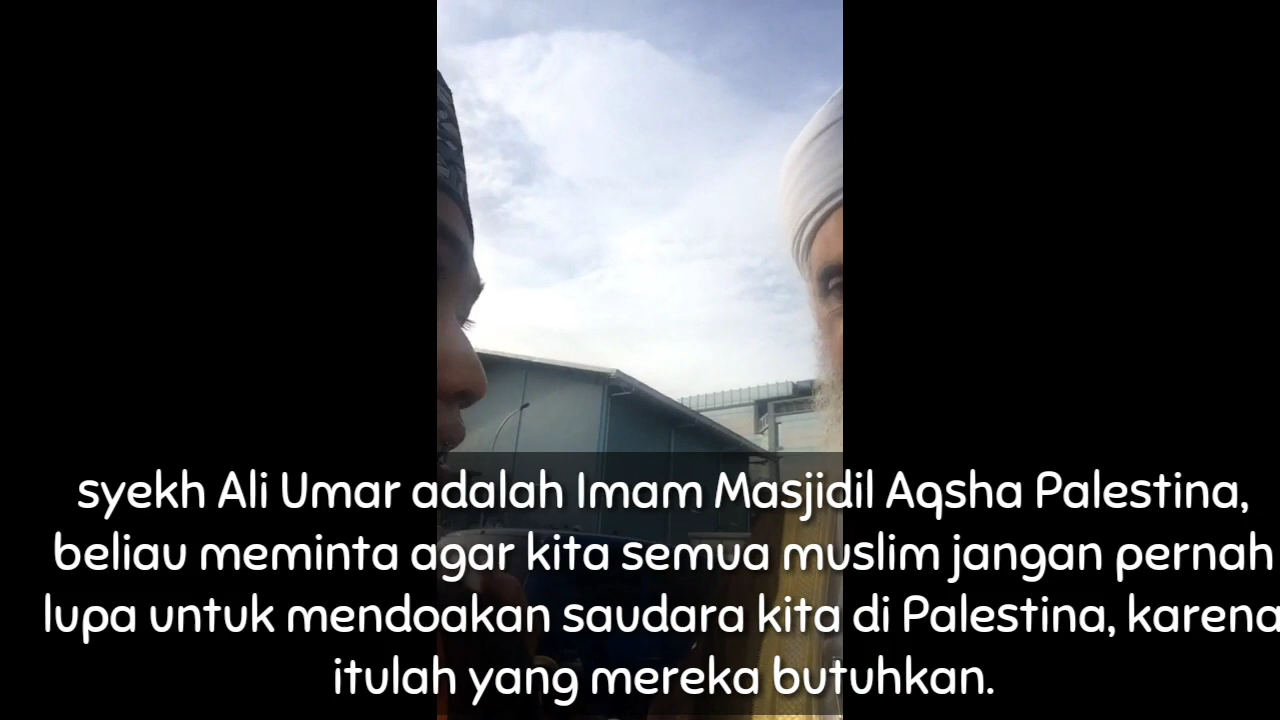 syekh Ali Umar adalah Imam Masjidil Aqsha Palestina,
beliau meminta agar kita semua muslim jangan pernah
lupa untuk mendoakan saudara kita di Palestina, karena
itulah yang mereka butuhkan.